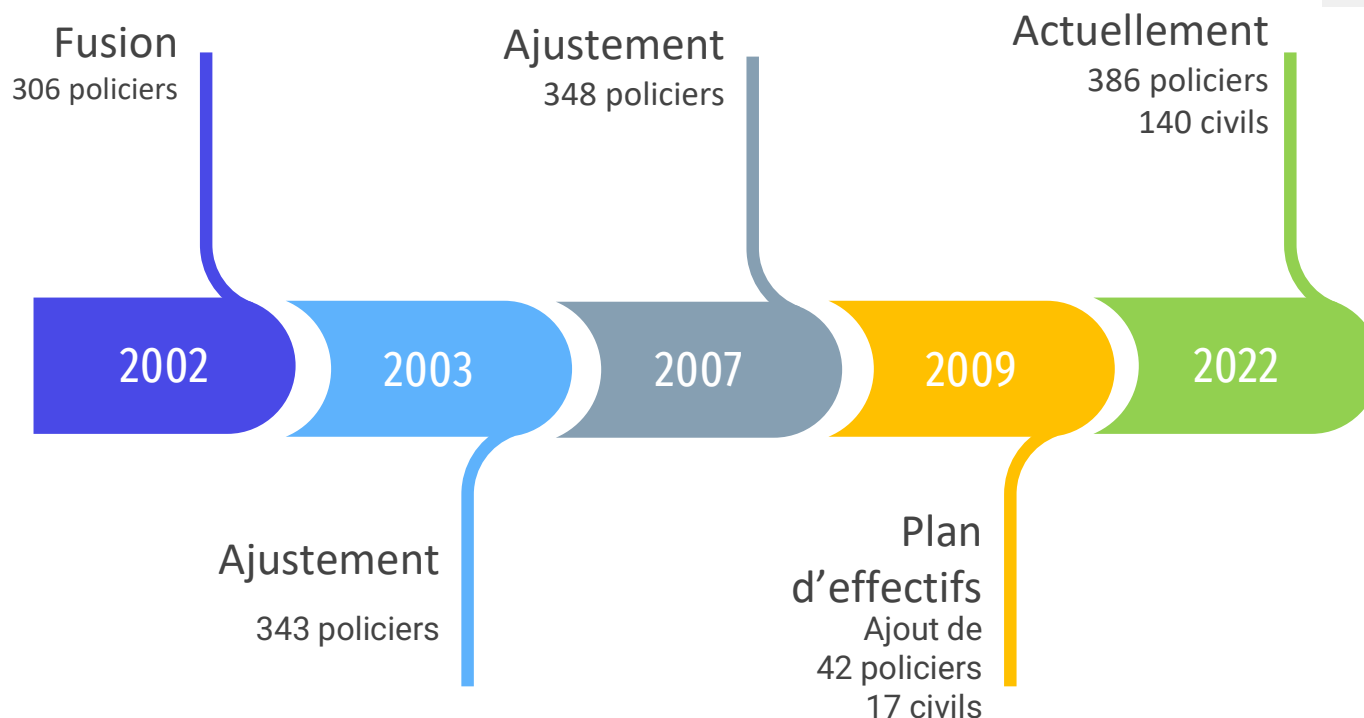 Fusion
306 policiers
Ajustement
348 policiers
Actuellement
386 policiers
140 civils
2002
2003
2007
2009
2022
Ajustement
343 policiers
Plan
d’effectifs
Ajout de
42 policiers
17 civils